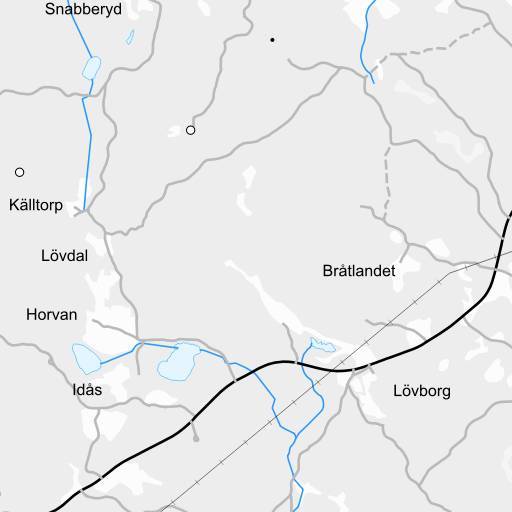 Snabberyd
Källtorp
Lövdal
Bråtlandet
Horvan
Idås
Lövborg